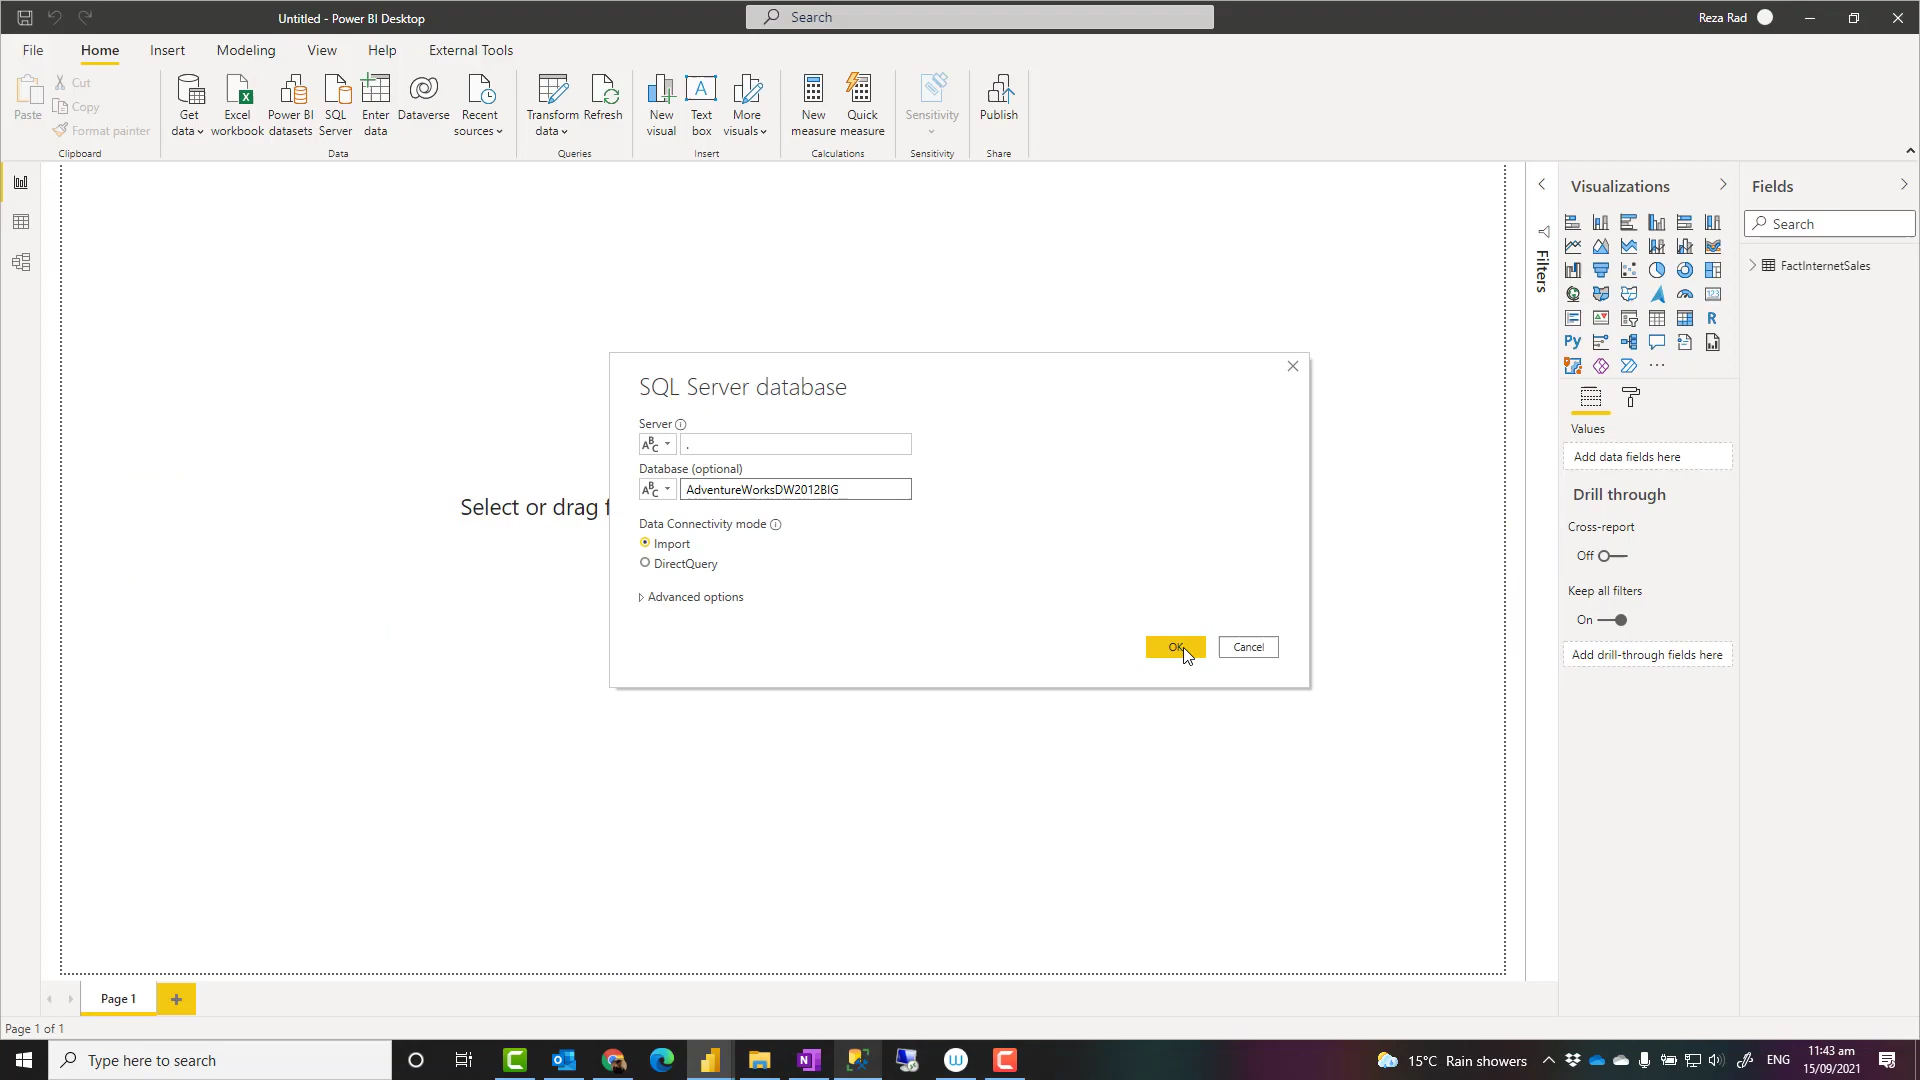 Untitled - Power BI Desktop
Search
Reza Rad
File
Home
Insert
Modeling
View
Help
External Tools
Paste
Cut
Copy
Format painter
Clipboard
Get data
Excel workbook
Power BI datasets
SQL Server
Enter data
Dataverse
Recent sources
Data
Transform data
Refresh
Queries
New visual
Text box
More visuals
Insert
New measure
Quick measure
Calculations
Sensitivity
Sensitivity
Publish
Share
Select or drag f
SQL Server database
Server
ABC
.
Database (optional)
ABC
AdventureWorksDW2012BIG
Data Connectivity mode
Import
DirectQuery
Advanced options
OK
Cancel
Filters
Visualizations
R
Py
123
Values
Add data fields here
Drill through
Cross-report
Off
Keep all filters
On
Add drill-through fields here
Fields
Search
FactInternetSales
Page 1
Page 1 of 1
Type here to search
15°C Rain showers
ENG
11:43 am
15/09/2021